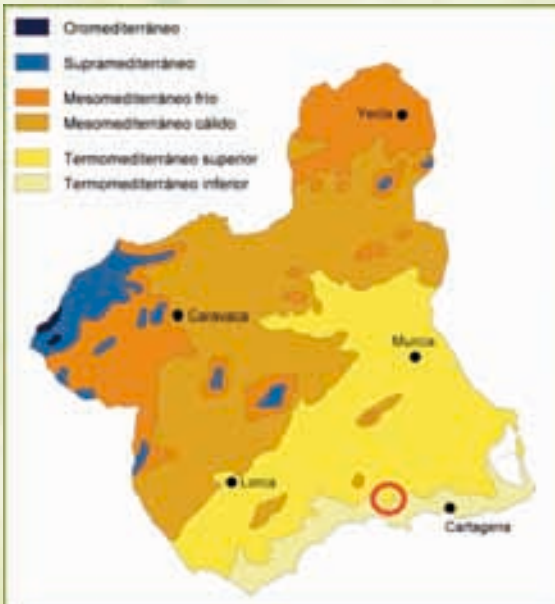 Oromediterráneo
Supramediterráneo
Mesomediterráneo frío
Mesomediterráneo cálido
Termomediterráneo superior
Termomediterráneo inferior
Yecla
Caravaca
Murcia
Lorca
Cartagena